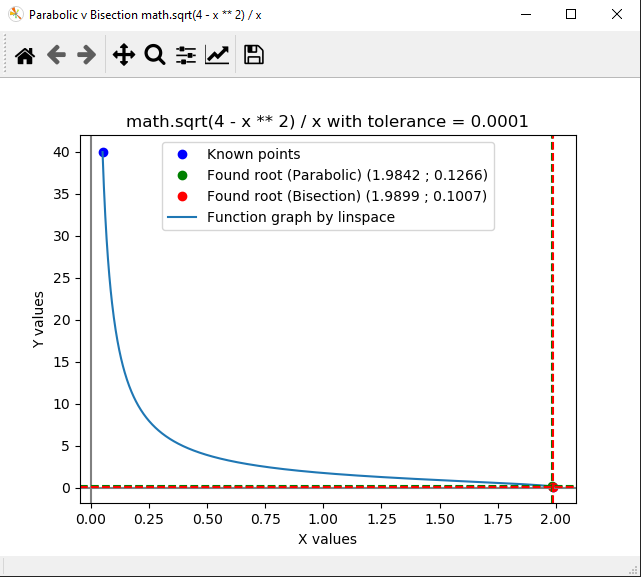 Parabolic v Bisection math.sqrt(4 - x ** 2) / x
math.sqrt(4 - x ** 2) / x with tolerance = 0.0001
Known points
Found root (Parabolic) (1.9842 ; 0.1266)
Found root (Bisection) (1.9899 ; 0.1007)
Function graph by linspace
40
35
30
25
20
15
10
5
0
Y values
0.00 0.25 0.50 0.75 1.00 1.25 1.50 1.75 2.00
X values